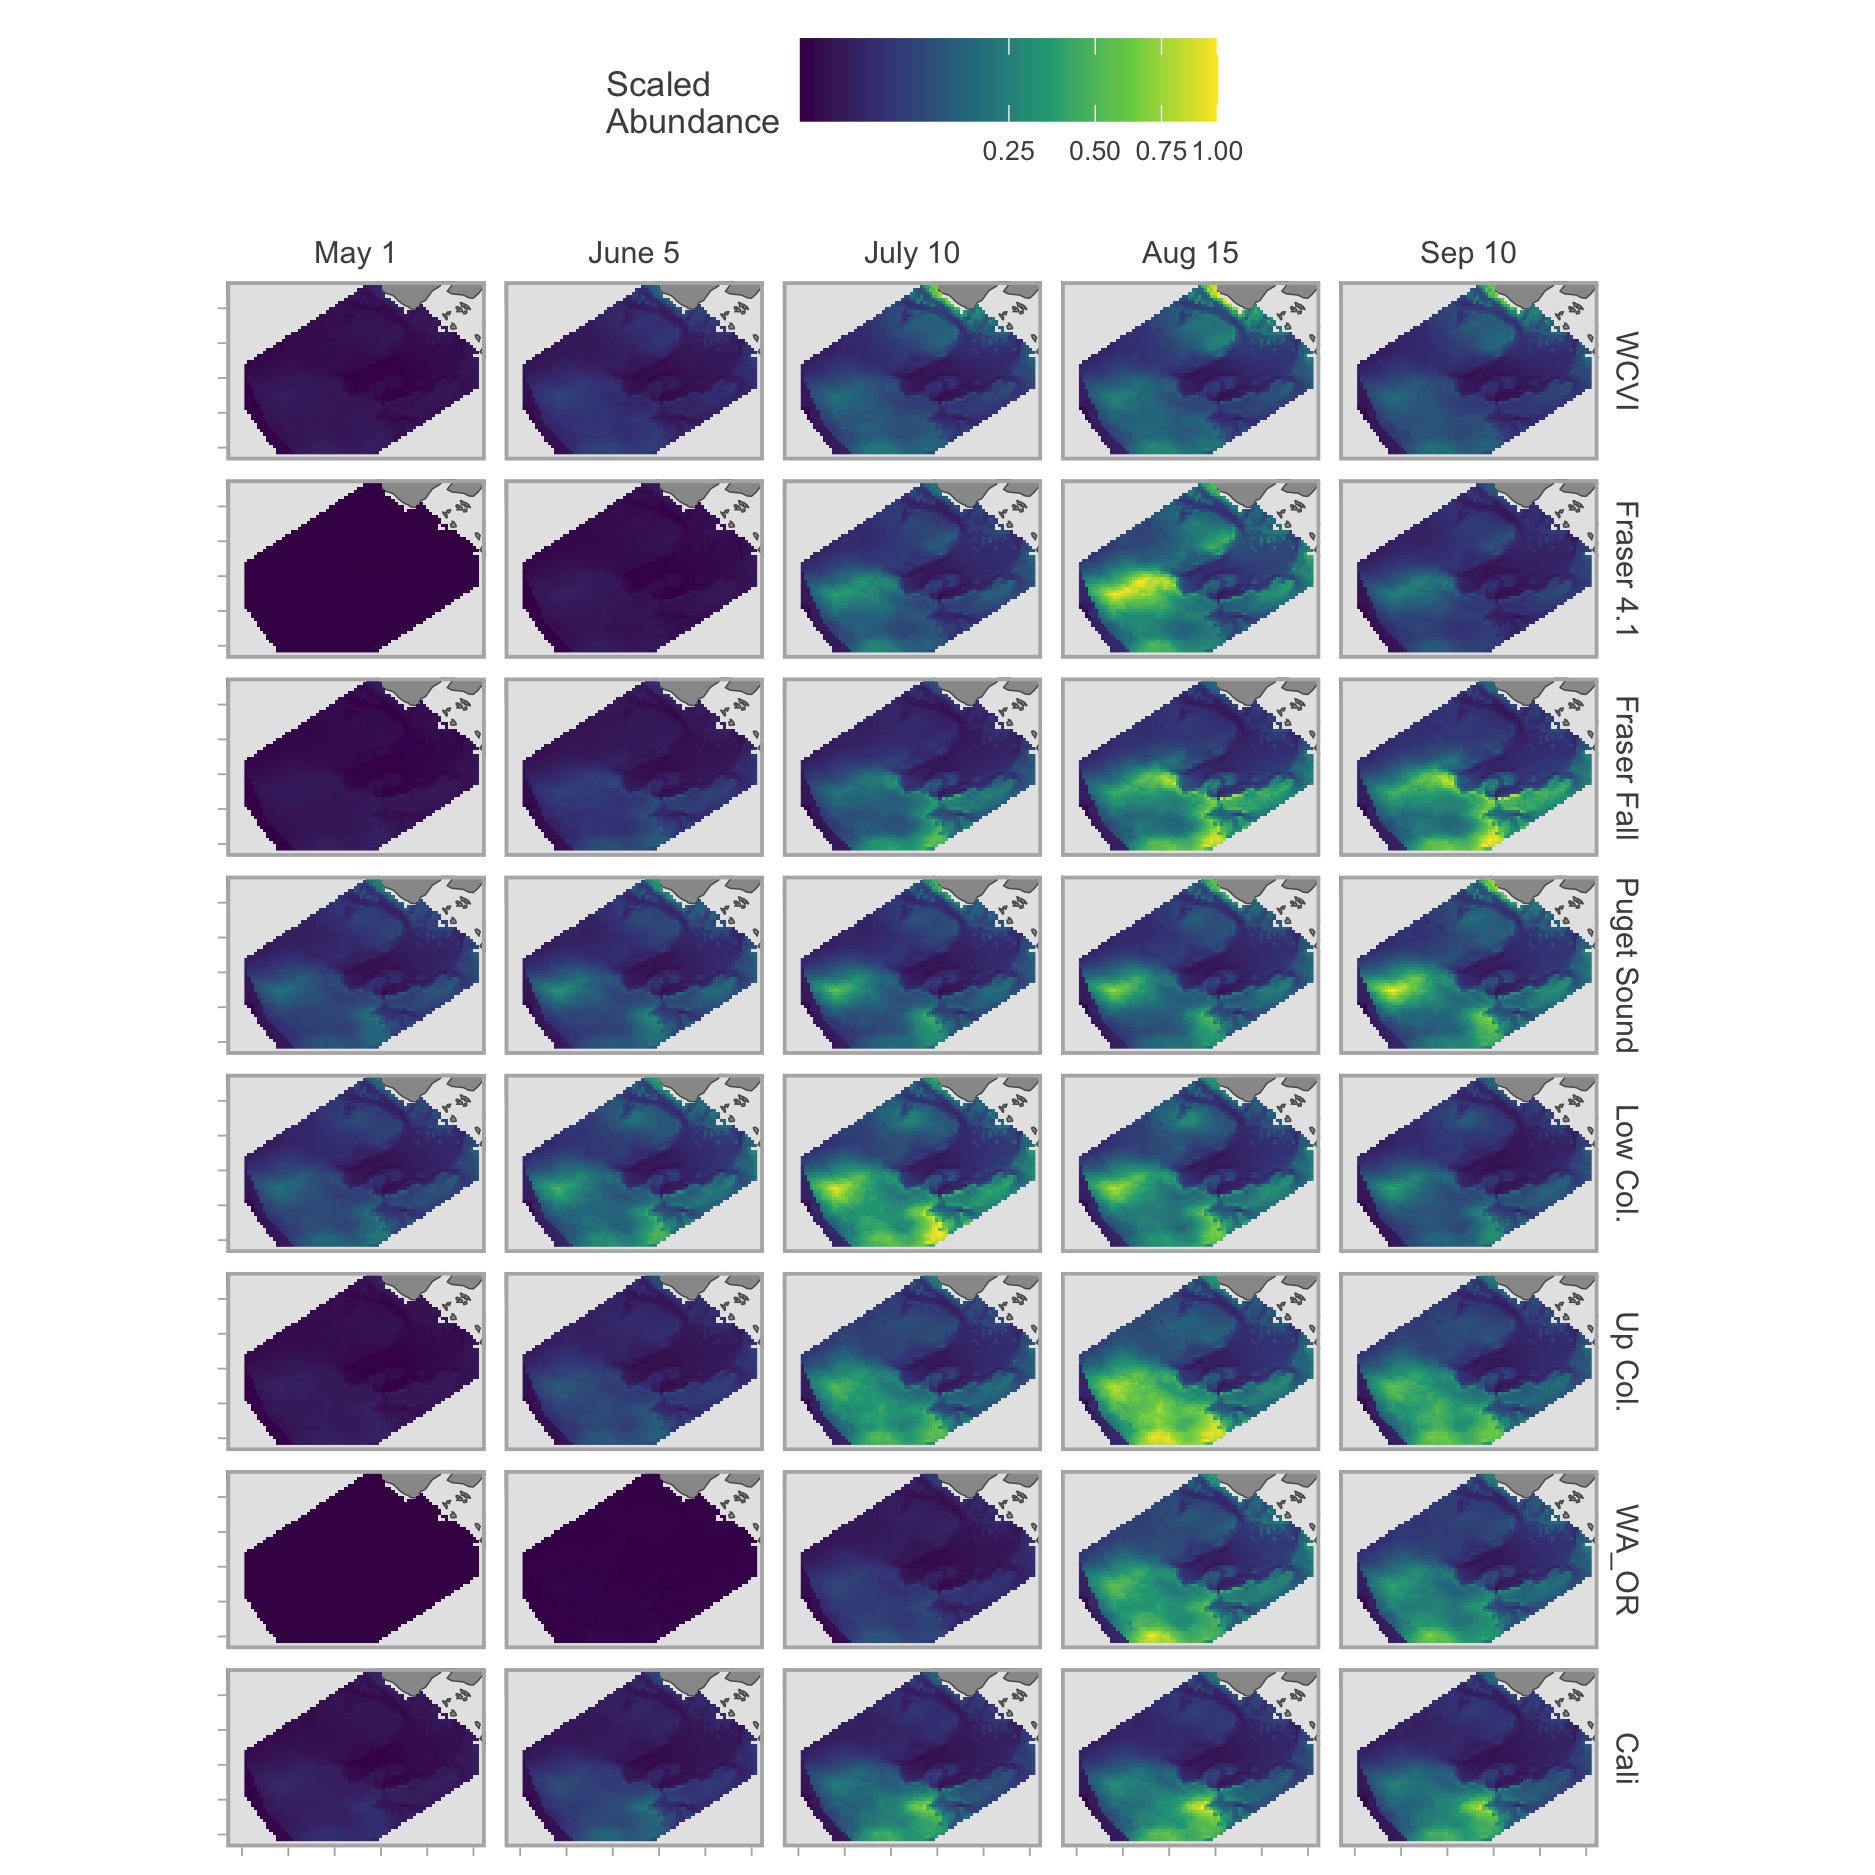 Scaled
Abundance
0.25 0.50 0.75 1.00
May 1 June 5 July 10 Aug 15 Sep 10
WCVI
Fraser 4.1
Fraser Fall
Puget Sound
Low Col.
Up Col.
WA_OR
Cali